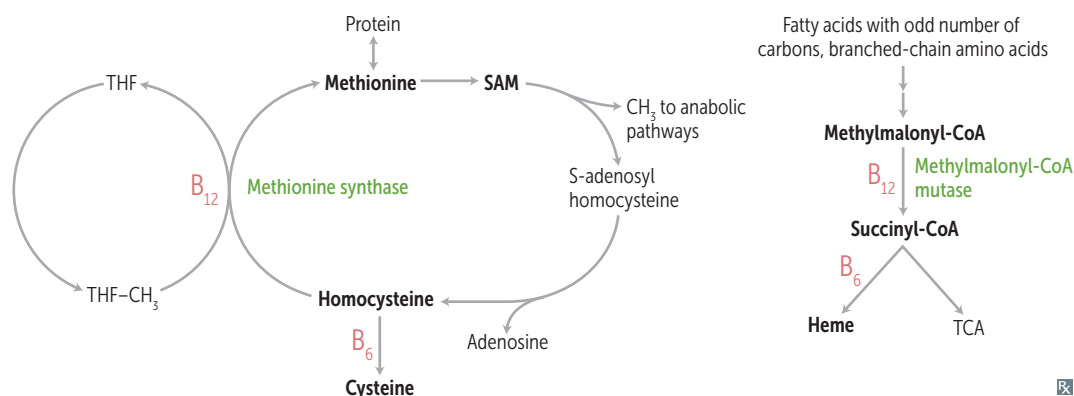 Protein
Methionine
SAM
THF
CH₃ to anabolic
pathways
B₁₂
Methionine synthase
S-adenosyl
homocysteine
THF–CH₃
Homocysteine
Adenosine
B₆
Cysteine
Fatty acids with odd number of
carbons, branched-chain amino acids
Methylmalonyl-CoA
B₁₂
Methylmalonyl-CoA
mutase
Succinyl-CoA
B₆
Heme
TCA
Rx